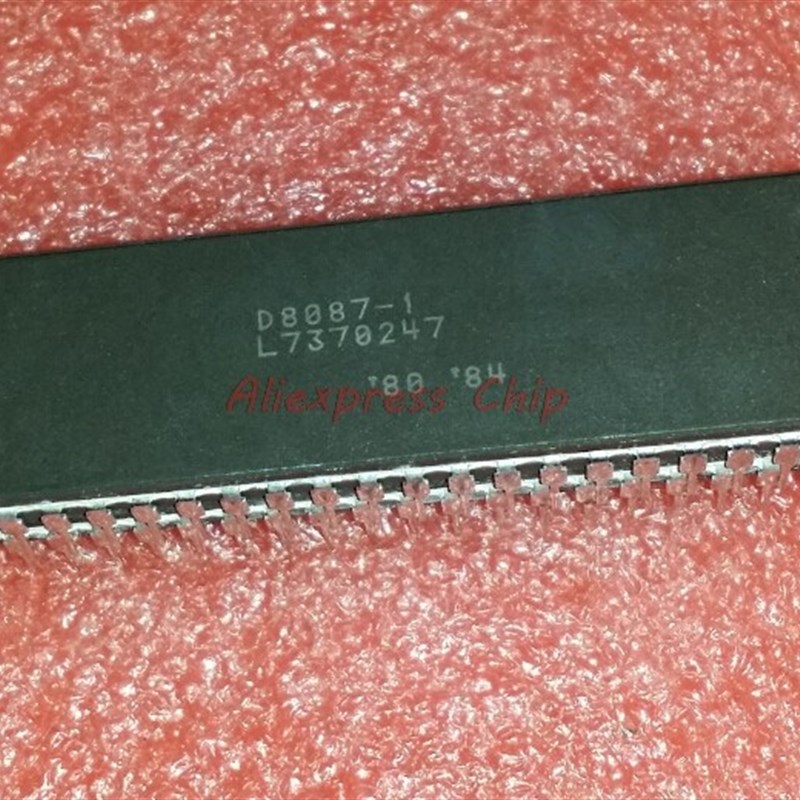 D8087-1
L7370247
'80 '84
Aliexpress Chip